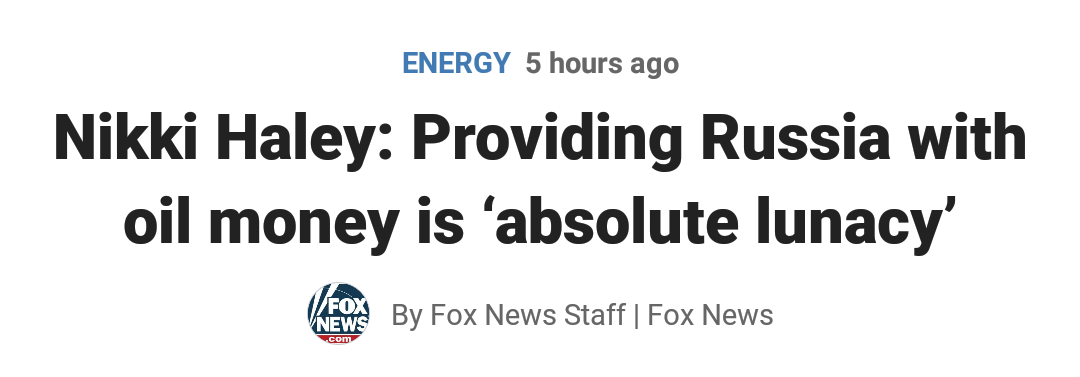 ENERGY 5 hours ago
Nikki Haley: Providing Russia with
oil money is ‘absolute lunacy’
FOX
NEWS
.com
By Fox News Staff | Fox News